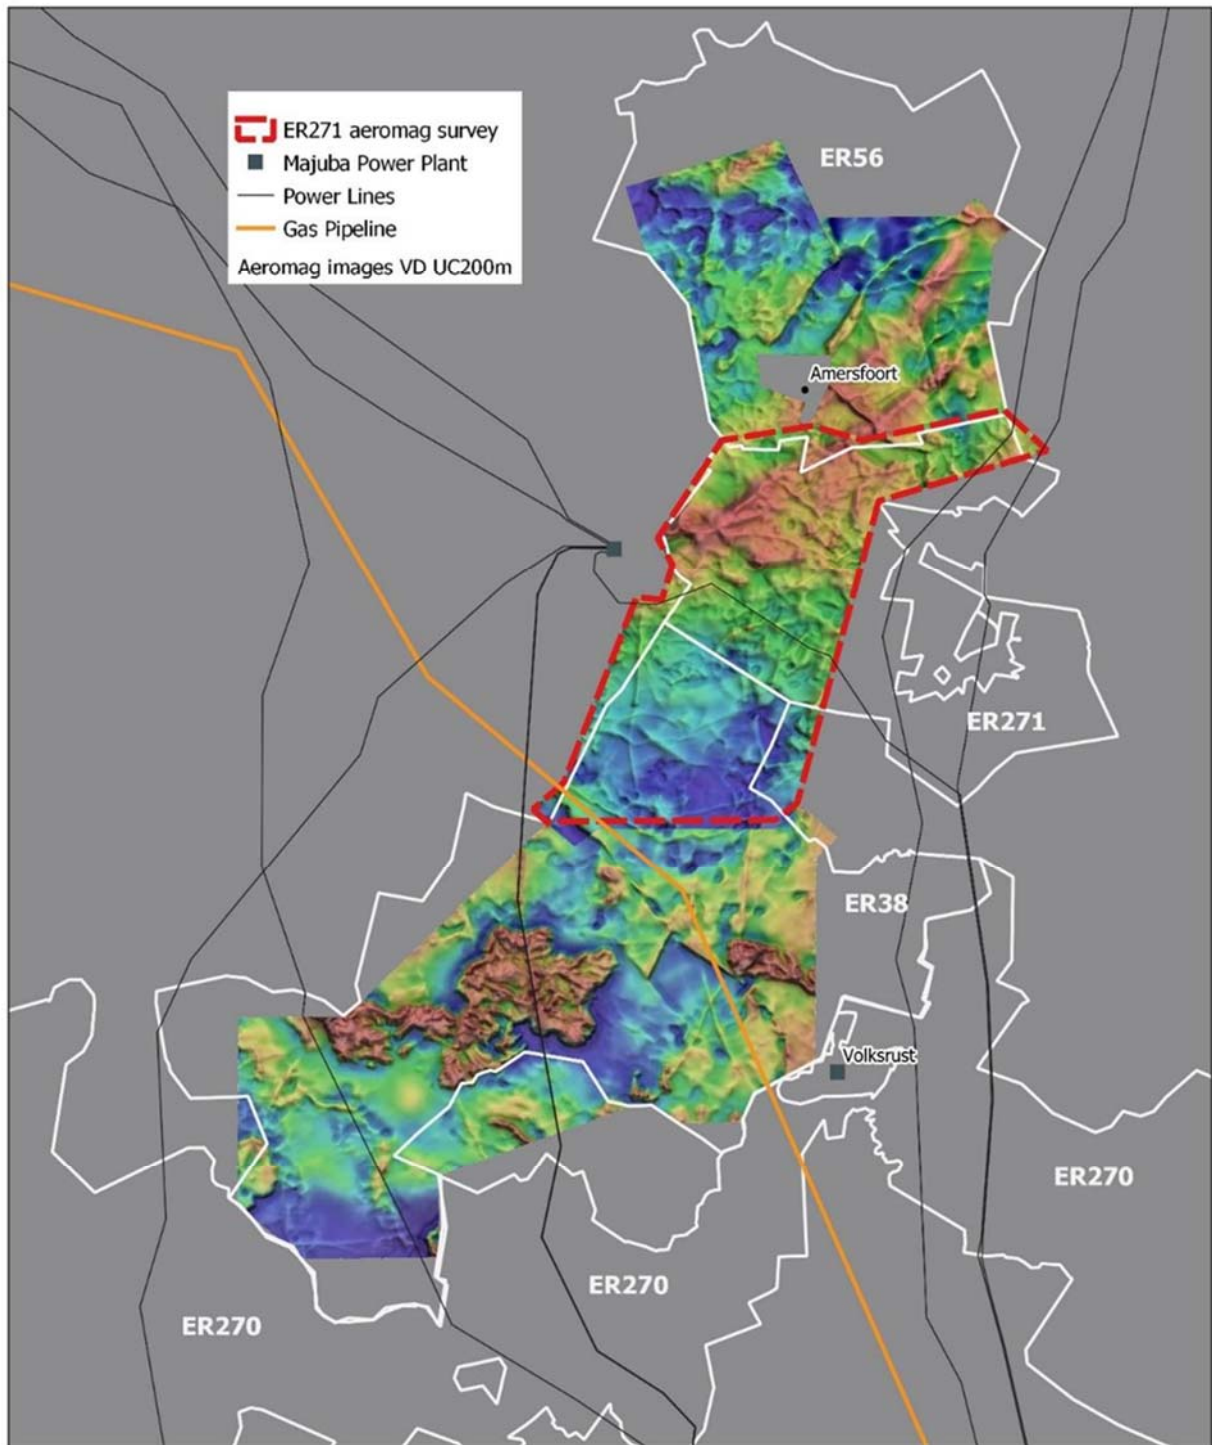 ER56
ER271 aeromag survey
Majuba Power Plant
Power Lines
Gas Pipeline
Aeromag images VD UC200m
Amersfoort
ER271
ER38
Volksrust
ER270
ER270
ER270